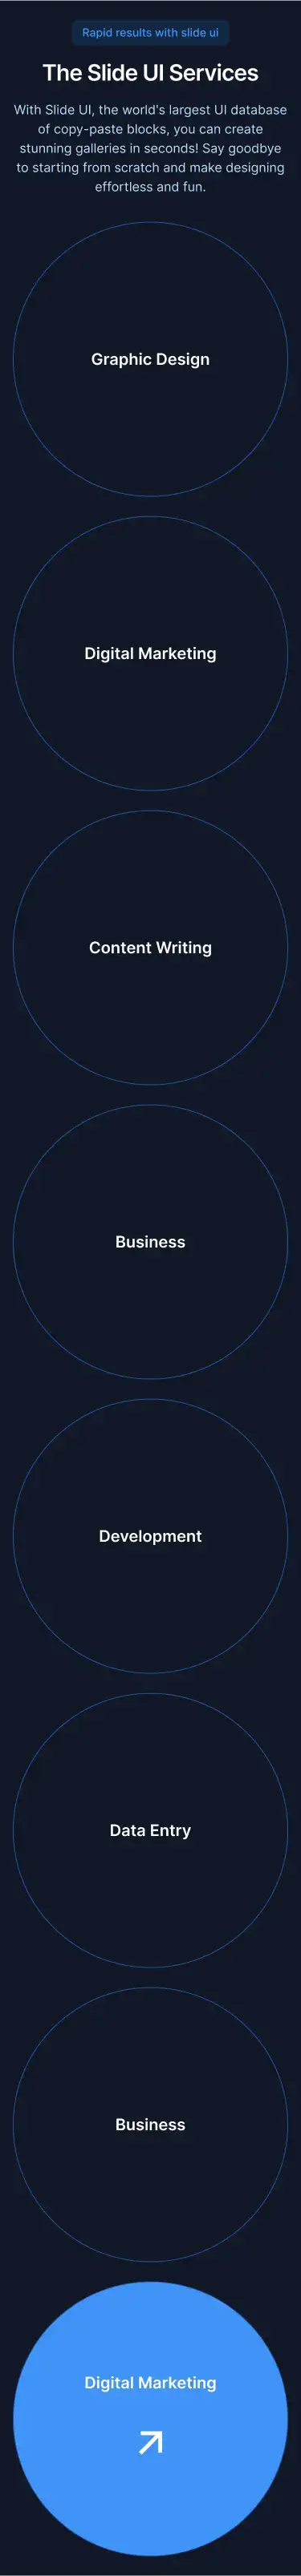 Rapid results with slide ui
The Slide UI Services
With Slide UI, the world's largest UI database
of copy-paste blocks, you can create
stunning galleries in seconds! Say goodbye
to starting from scratch and make designing
effortless and fun.
Graphic Design
Digital Marketing
Content Writing
Business
Development
Data Entry
Business
Digital Marketing